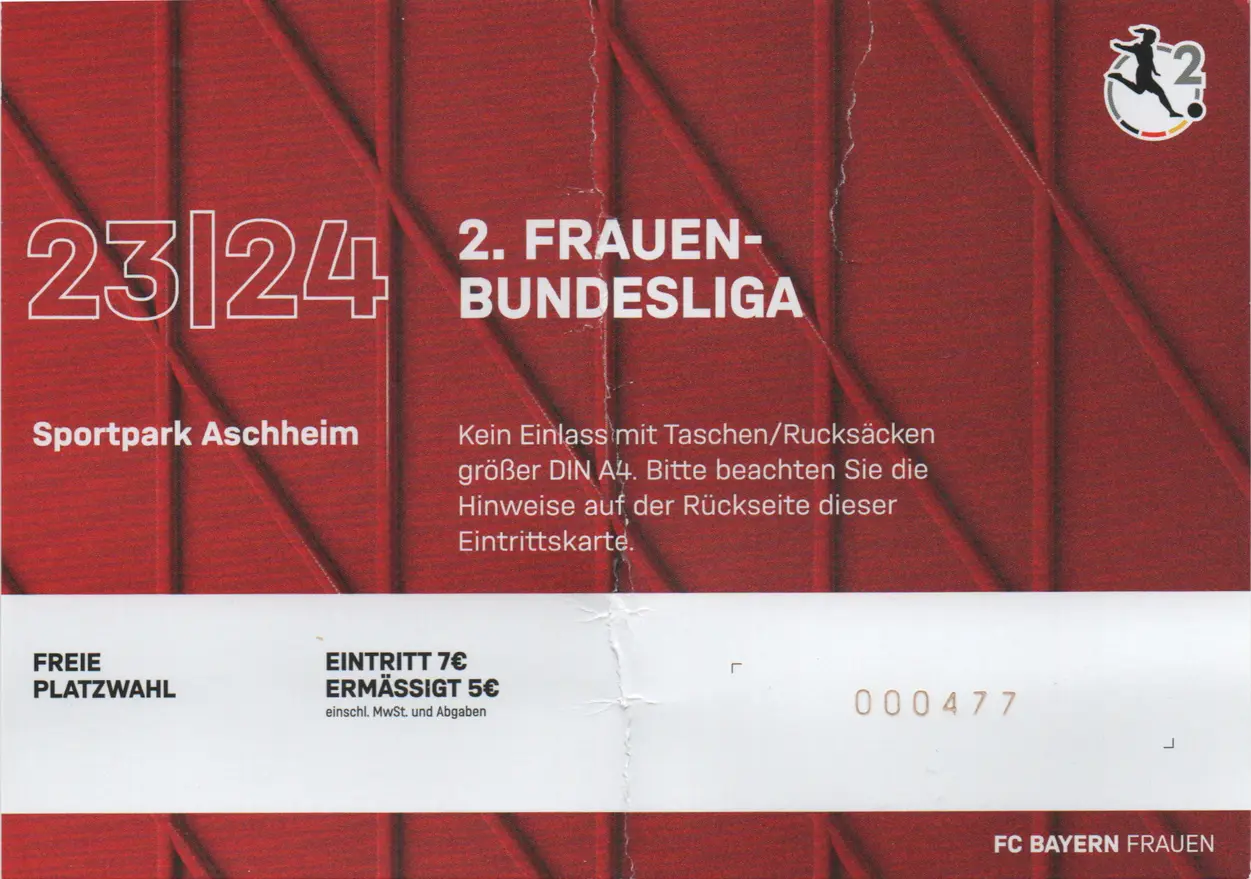 2
23|24
2. FRAUEN-
BUNDESLIGA
Sportpark Aschheim
Kein Einlass mit Taschen/Rucksäcken
größer DIN A4. Bitte beachten Sie die
Hinweise auf der Rückseite dieser
Eintrittskarte.
FREIE
PLATZWAHL
EINTRITT 7€
ERMÄSSIGT 5€
einschl. MwSt. und Abgaben
000477
FC BAYERN FRAUEN